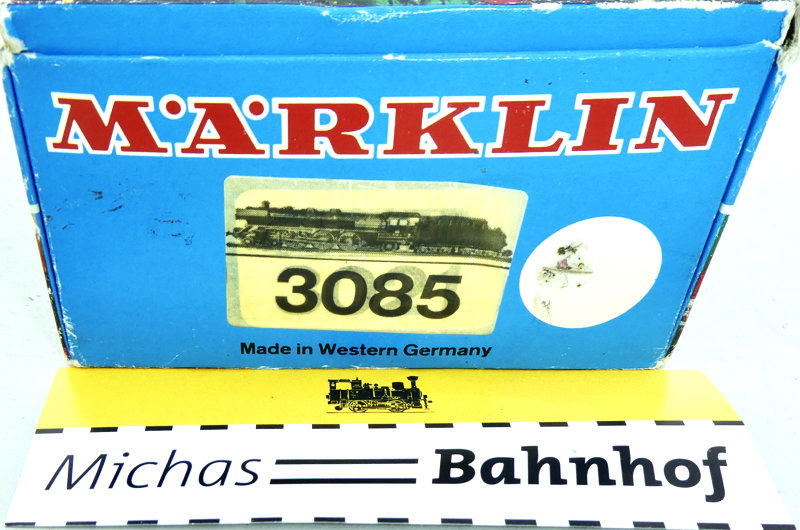 MÄRKLIN
3085
Made in Western Germany
Michas Bahnhof